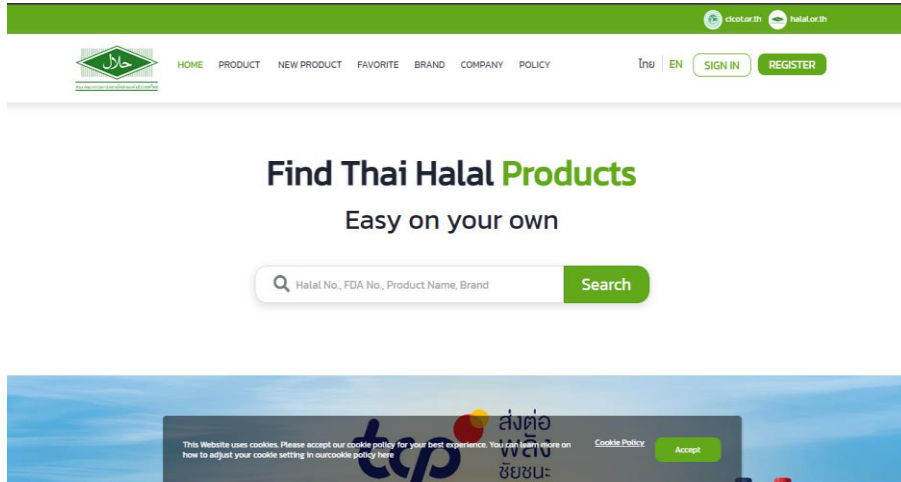 cicot.or.th halal.or.th
حلال
HOME PRODUCT NEW PRODUCT FAVORITE BRAND COMPANY POLICY ไทย EN SIGN IN REGISTER
Find Thai Halal Products
Easy on your own
Halal No., FDA No., Product Name, Brand Search
tcp ส่งต่อ
พลัง
ชัยชนะ
This Website uses cookies. Please accept our cookie policy for your best experience. You can learn more on
how to adjust your cookie setting in ourcookie policy here
Cookie Policy Accept